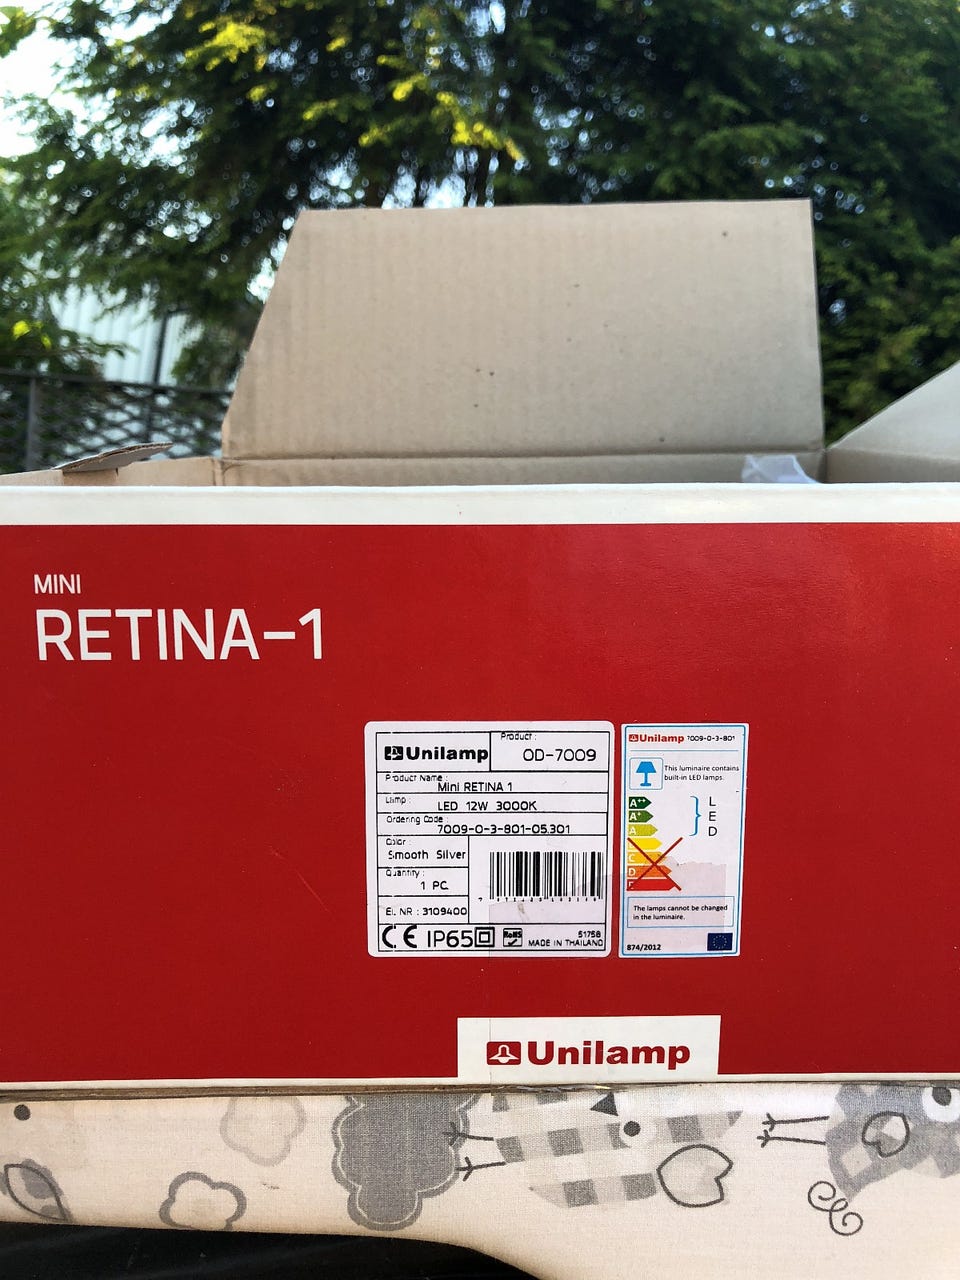 MINI
RETINA-1
Unilamp
Product :
OD-7009
Product Name :
Mini RETINA 1
Lamp :
LED 12W 3000K
Ordering Code :
7009-0-3-801-05.301
Color :
Smooth Silver
Quantity :
1 PC.
EL NR : 3109400
CE IP65 RoHS
51758
MADE IN THAILAND
Unilamp 7009-0-3-801
This luminaire contains
built-in LED lamps.
A++
A+
A
C
D
E
L
E
D
The lamps cannot be changed
in the luminaire.
874/2012
Unilamp